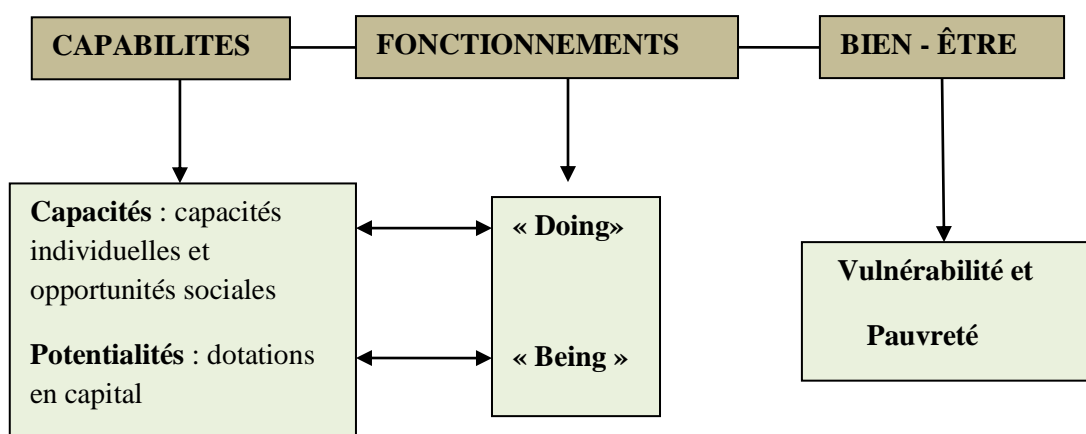 CAPABILITES
FONCTIONNEMENTS
BIEN - ÊTRE
Capacités : capacités
individuelles et
opportunités sociales
Potentialités : dotations
en capital
« Doing»
« Being »
Vulnérabilité et
Pauvreté